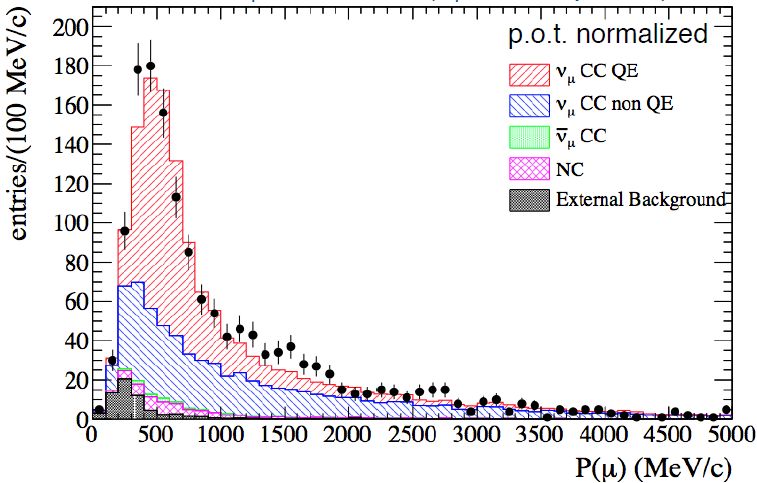 p.o.t. normalized
ν_μ CC QE
ν_μ CC non QE
ν̅_μ CC
NC
External Background
entries/(100 MeV/c)
200
180
160
140
120
100
80
60
40
20
0
0 500 1000 1500 2000 2500 3000 3500 4000 4500 5000
P(μ) (MeV/c)